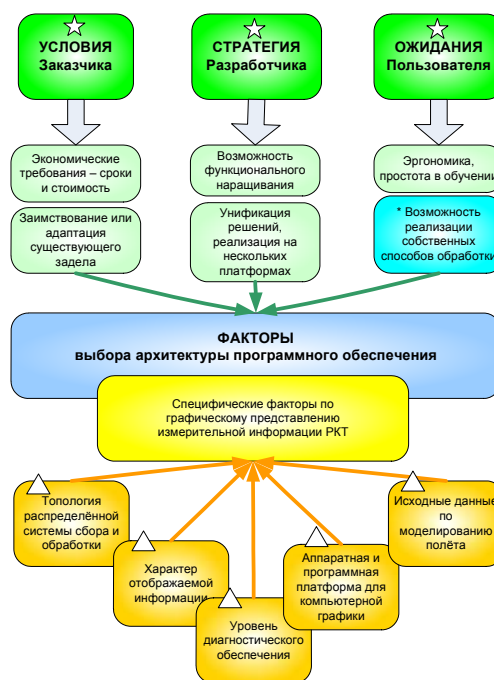 УСЛОВИЯ
Заказчика
СТРАТЕГИЯ
Разработчика
ОЖИДАНИЯ
Пользователя
Экономические
требования – сроки
и стоимость
Возможность
функционального
наращивания
Эргономика,
простота в обучении
Заимствование или
адаптация
существующего
задела
Унификация
решений,
реализация на
нескольких
платформах
* Возможность
реализации
собственных
способов обработки
ФАКТОРЫ
выбора архитектуры программного обеспечения
Специфические факторы по
графическому представлению
измерительной информации РКТ
Топология
распределённой
системы сбора и
обработки
Характер
отображаемой
информации
Уровень
диагностического
обеспечения
Аппаратная и
программная
платформа для
компьютерной
графики
Исходные данные
по
моделированию
полёта